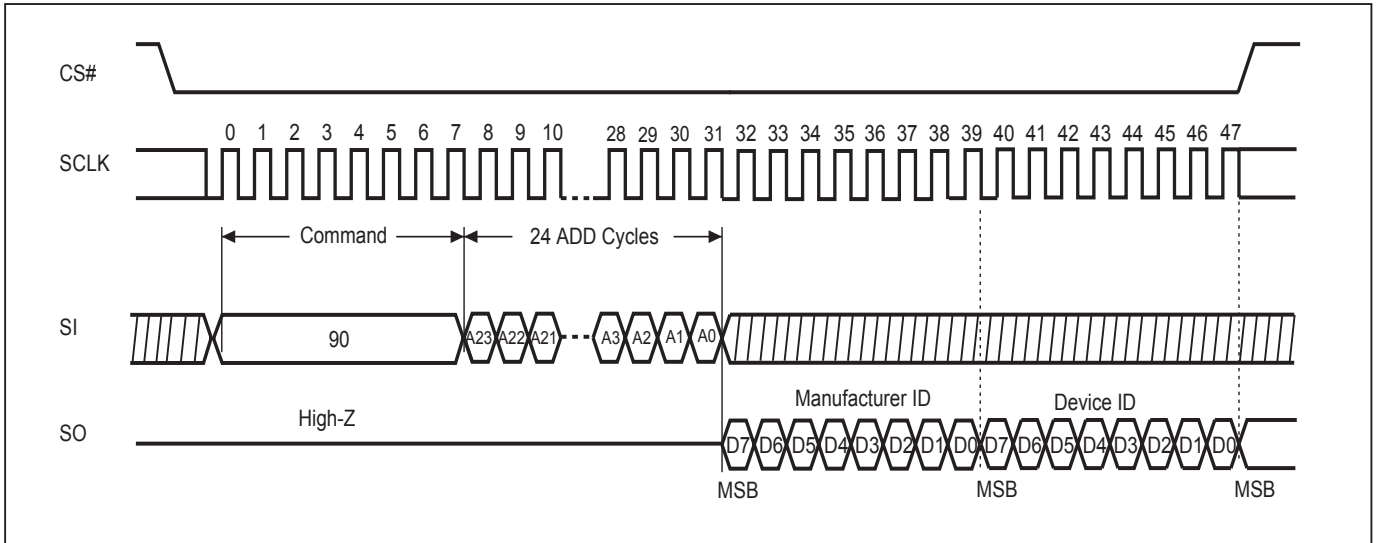 CS#
0 1 2 3 4 5 6 7 8 9 10 28 29 30 31 32 33 34 35 36 37 38 39 40 41 42 43 44 45 46 47
SCLK
Command 24 ADD Cycles
SI
90 A23 A22 A21 A3 A2 A1 A0
Manufacturer ID Device ID
High-Z
SO
D7 D6 D5 D4 D3 D2 D1 D0 D7 D6 D5 D4 D3 D2 D1 D0
MSB MSB MSB